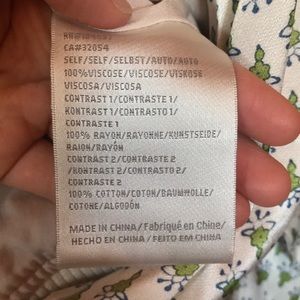 CA#32054
SELF/SELF/SELBST/AUTO/AUTO
100%VISCOSE/VISCOSE/VISKOSE/
VISCOSA/VISCOSA
CONTRAST 1/CONTRASTE 1/
KONTRAST 1/CONTRASTO 1/
CONTRASTE 1
100% RAYON/RAYONNE/KUNSTSEIDE/
RAION/RAYÓN
CONTRAST 2/CONTRASTE 2
/KONTRAST 2/CONTRASTO 2/
CONTRASTE 2
100% COTTON/COTON/BAUMWOLLE/
COTONE/ALGODÓN
MADE IN CHINA/Fabriqué en Chine/
HECHO EN CHINA/FEITO EM CHINA